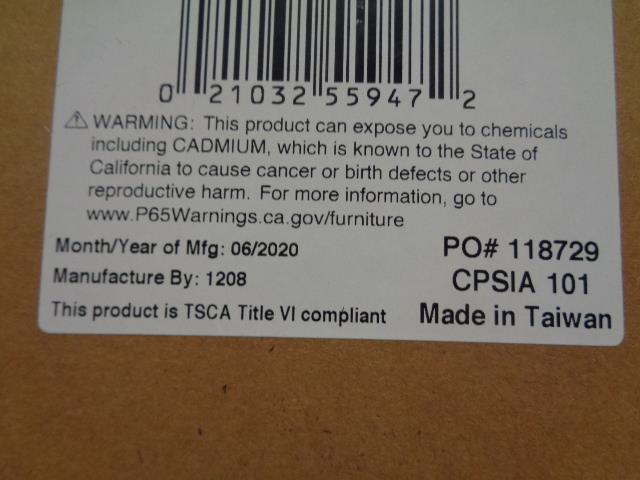 0 21032 55947 2
⚠ WARNING: This product can expose you to chemicals
including CADMIUM, which is known to the State of
California to cause cancer or birth defects or other
reproductive harm. For more information, go to
www.P65Warnings.ca.gov/furniture
Month/Year of Mfg: 06/2020
PO# 118729
Manufacture By: 1208
CPSIA 101
This product is TSCA Title VI compliant
Made in Taiwan